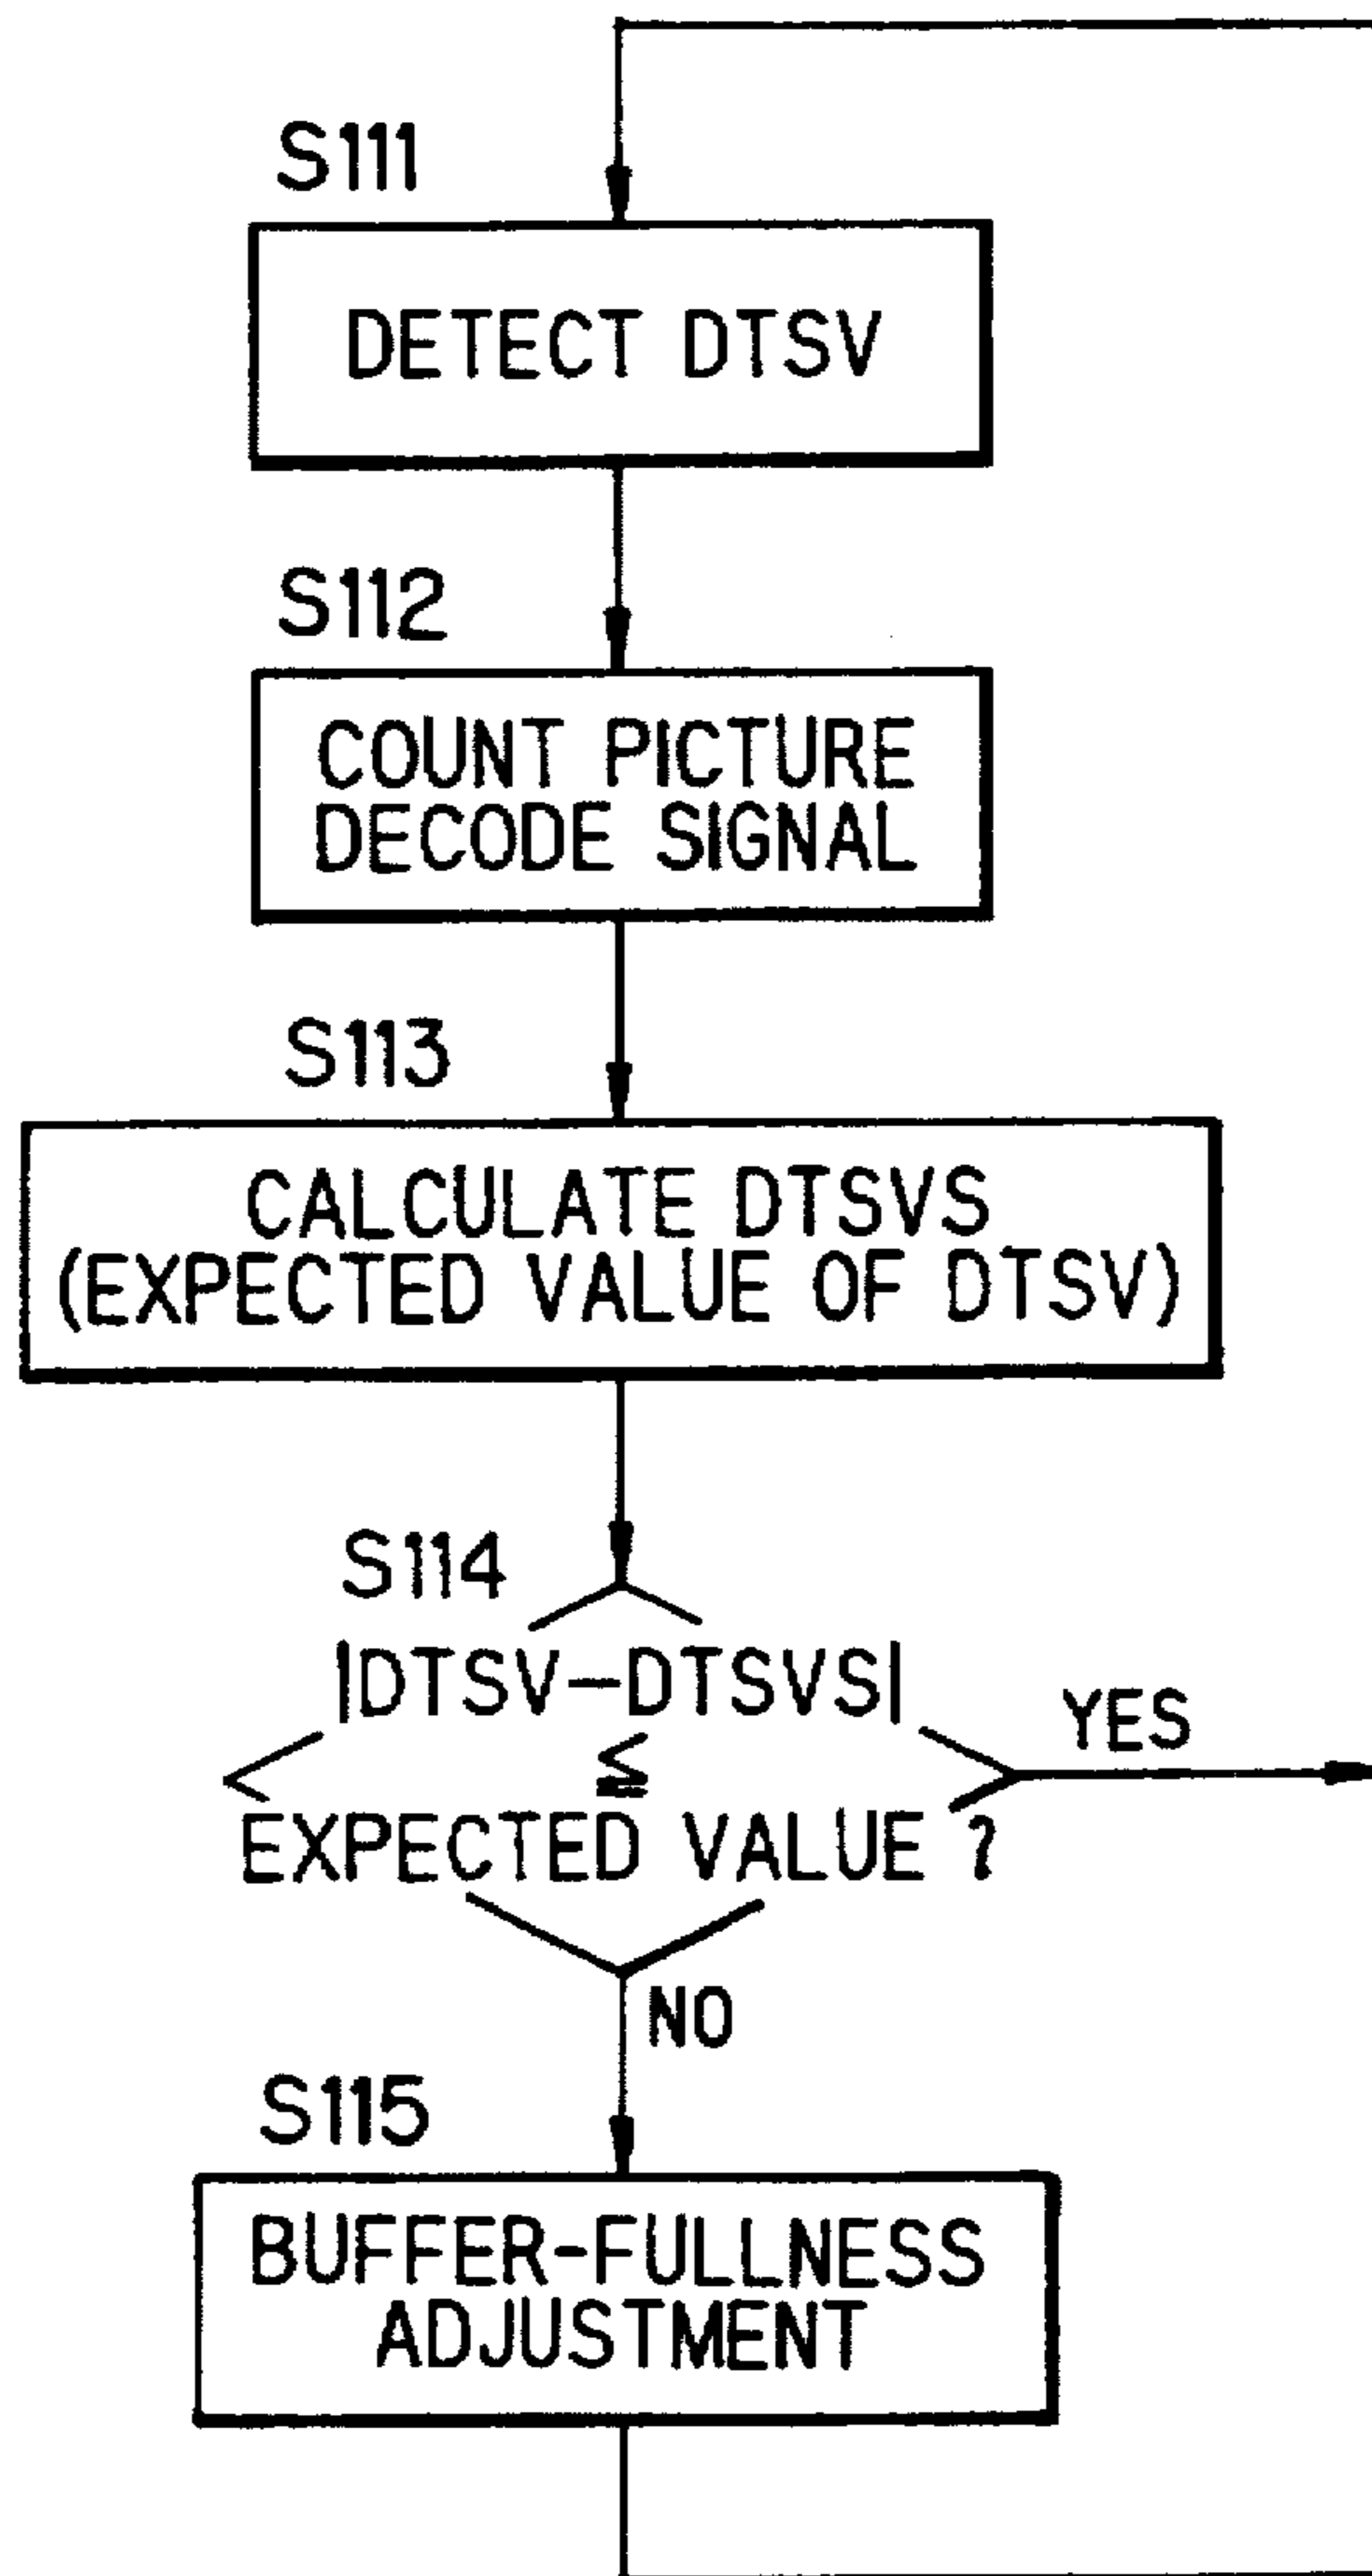 S111
DETECT DTSV
S112
COUNT PICTURE
DECODE SIGNAL
S113
CALCULATE DTSVS
(EXPECTED VALUE OF DTSV)
S114
|DTSV-DTSVS|
≦
EXPECTED VALUE ?
YES
NO
S115
BUFFER-FULLNESS
ADJUSTMENT